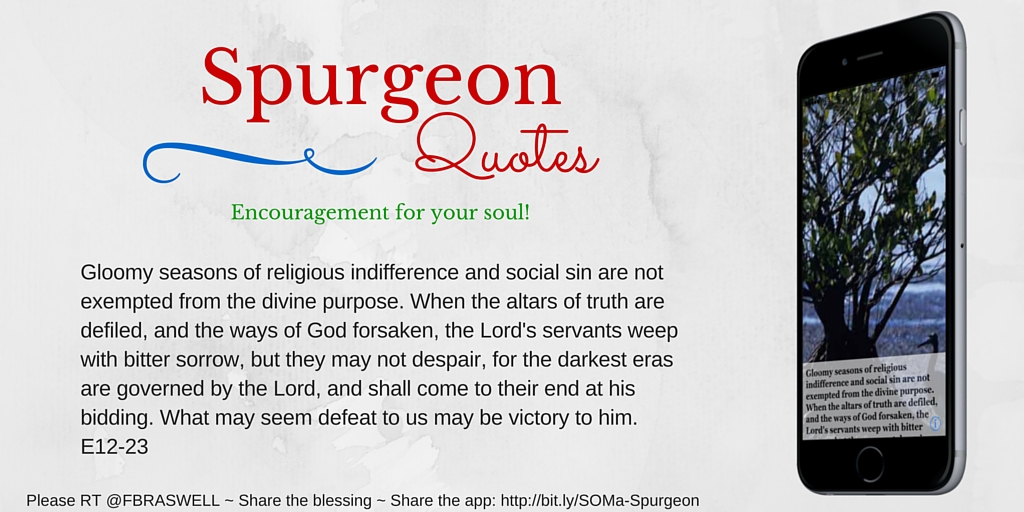 Spurgeon
Quotes
Encouragement for your soul!
Gloomy seasons of religious indifference and social sin are not
exempted from the divine purpose. When the altars of truth are
defiled, and the ways of God forsaken, the Lord's servants weep
with bitter sorrow, but they may not despair, for the darkest eras
are governed by the Lord, and shall come to their end at his
bidding. What may seem defeat to us may be victory to him.
E12-23
Please RT @FBRASWELL ~ Share the blessing ~ Share the app: http://bit.ly/SOMa-Spurgeon
Gloomy seasons of religious
indifference and social sin are not
exempted from the divine purpose.
When the altars of truth are defiled,
and the ways of God forsaken, the
Lord's servants weep with bitter